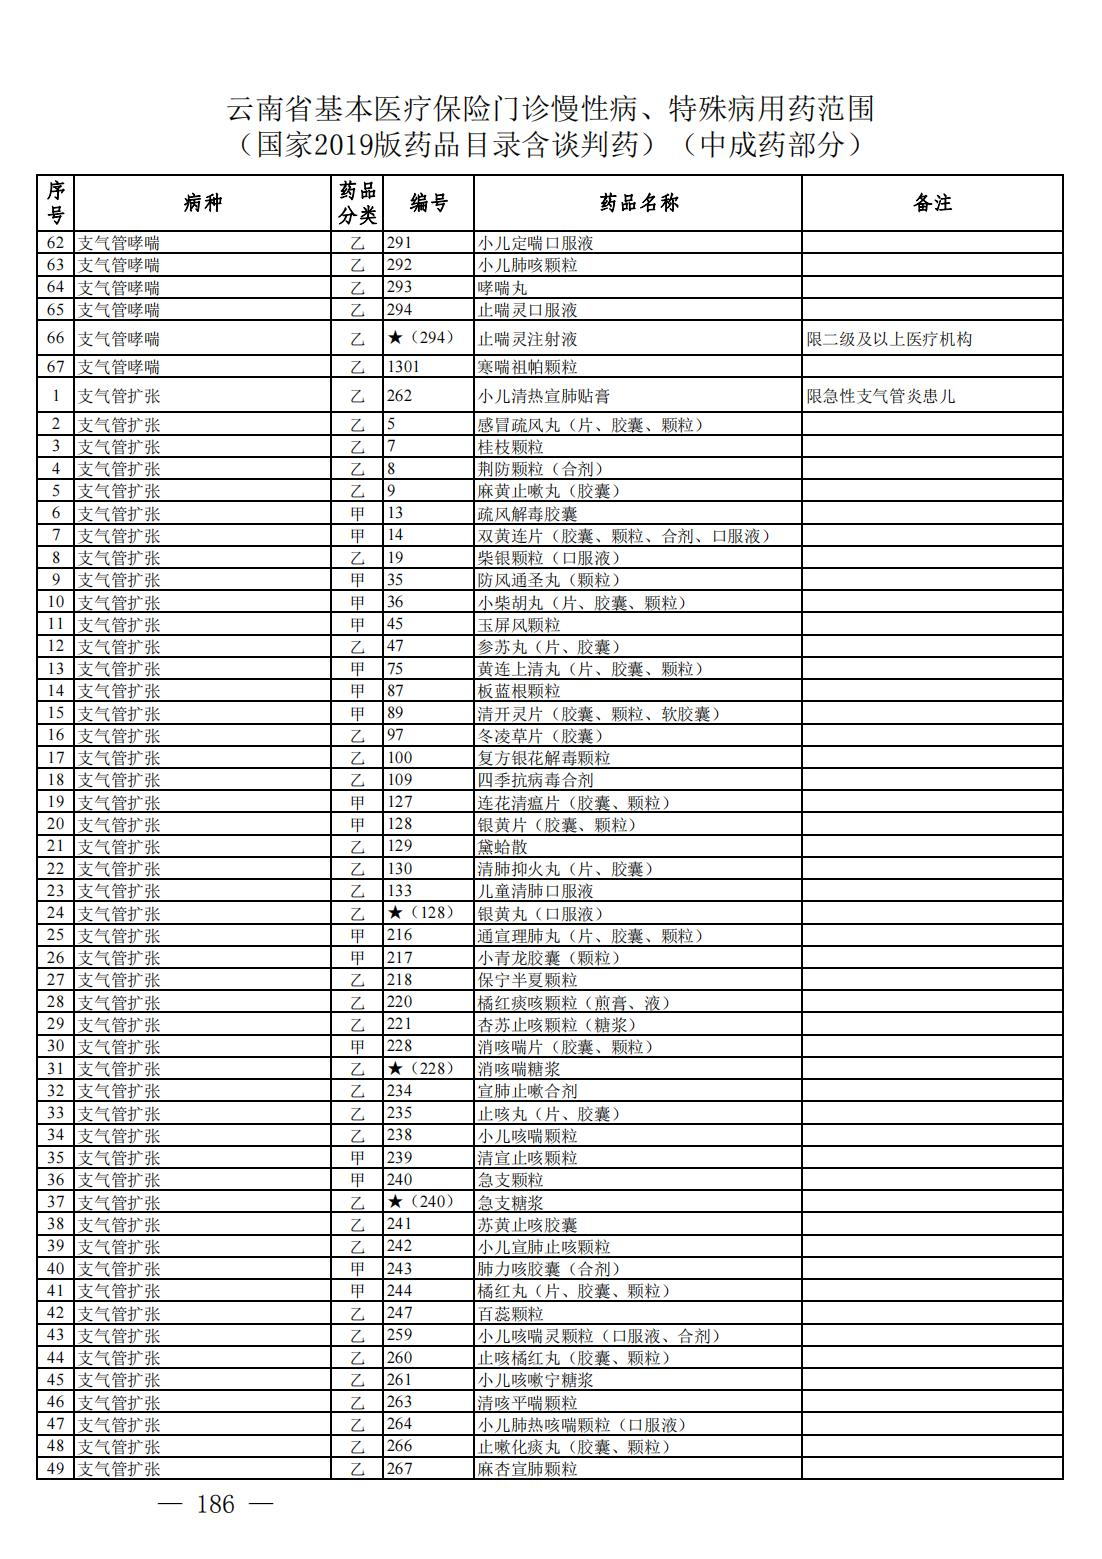 云南省基本医疗保险门诊慢性病、特殊病用药范围
（国家2019版药品目录含谈判药）（中成药部分）
序号 病种 药品分类 编号 药品名称 备注
62 支气管哮喘 乙 291 小儿定喘口服液
63 支气管哮喘 乙 292 小儿肺咳颗粒
64 支气管哮喘 乙 293 哮喘丸
65 支气管哮喘 乙 294 止喘灵口服液
66 支气管哮喘 乙 ★（294） 止喘灵注射液 限二级及以上医疗机构
67 支气管哮喘 乙 1301 寒喘祖帕颗粒
1 支气管扩张 乙 262 小儿清热宣肺贴膏 限急性支气管炎患儿
2 支气管扩张 乙 5 感冒疏风丸（片、胶囊、颗粒）
3 支气管扩张 乙 7 桂枝颗粒
4 支气管扩张 乙 8 荆防颗粒（合剂）
5 支气管扩张 乙 9 麻黄止嗽丸（胶囊）
6 支气管扩张 甲 13 疏风解毒胶囊
7 支气管扩张 甲 14 双黄连片（胶囊、颗粒、合剂、口服液）
8 支气管扩张 乙 19 柴银颗粒（口服液）
9 支气管扩张 甲 35 防风通圣丸（颗粒）
10 支气管扩张 甲 36 小柴胡丸（片、胶囊、颗粒）
11 支气管扩张 甲 45 玉屏风颗粒
12 支气管扩张 乙 47 参苏丸（片、胶囊）
13 支气管扩张 甲 75 黄连上清丸（片、胶囊、颗粒）
14 支气管扩张 甲 87 板蓝根颗粒
15 支气管扩张 甲 89 清开灵片（胶囊、颗粒、软胶囊）
16 支气管扩张 乙 97 冬凌草片（胶囊）
17 支气管扩张 乙 100 复方银花解毒颗粒
18 支气管扩张 乙 109 四季抗病毒合剂
19 支气管扩张 甲 127 连花清瘟片（胶囊、颗粒）
20 支气管扩张 甲 128 银黄片（胶囊、颗粒）
21 支气管扩张 乙 129 黛蛤散
22 支气管扩张 乙 130 清肺抑火丸（片、胶囊）
23 支气管扩张 乙 133 儿童清肺口服液
24 支气管扩张 乙 ★（128） 银黄丸（口服液）
25 支气管扩张 甲 216 通宣理肺丸（片、胶囊、颗粒）
26 支气管扩张 甲 217 小青龙胶囊（颗粒）
27 支气管扩张 乙 218 保宁半夏颗粒
28 支气管扩张 乙 220 橘红痰咳颗粒（煎膏、液）
29 支气管扩张 乙 221 杏苏止咳颗粒（糖浆）
30 支气管扩张 甲 228 消咳喘片（胶囊、颗粒）
31 支气管扩张 乙 ★（228） 消咳喘糖浆
32 支气管扩张 乙 234 宣肺止嗽合剂
33 支气管扩张 乙 235 止咳丸（片、胶囊）
34 支气管扩张 乙 238 小儿咳喘颗粒
35 支气管扩张 甲 239 清宣止咳颗粒
36 支气管扩张 甲 240 急支颗粒
37 支气管扩张 乙 ★（240） 急支糖浆
38 支气管扩张 乙 241 苏黄止咳胶囊
39 支气管扩张 乙 242 小儿宣肺止咳颗粒
40 支气管扩张 甲 243 肺力咳胶囊（合剂）
41 支气管扩张 甲 244 橘红丸（片、胶囊、颗粒）
42 支气管扩张 乙 247 百蕊颗粒
43 支气管扩张 乙 259 小儿咳喘灵颗粒（口服液、合剂）
44 支气管扩张 乙 260 止咳橘红丸（胶囊、颗粒）
45 支气管扩张 乙 261 小儿咳嗽宁糖浆
46 支气管扩张 乙 263 清咳平喘颗粒
47 支气管扩张 乙 264 小儿肺热咳喘颗粒（口服液）
48 支气管扩张 乙 266 止嗽化痰丸（胶囊、颗粒）
49 支气管扩张 乙 267 麻杏宣肺颗粒
— 186 —